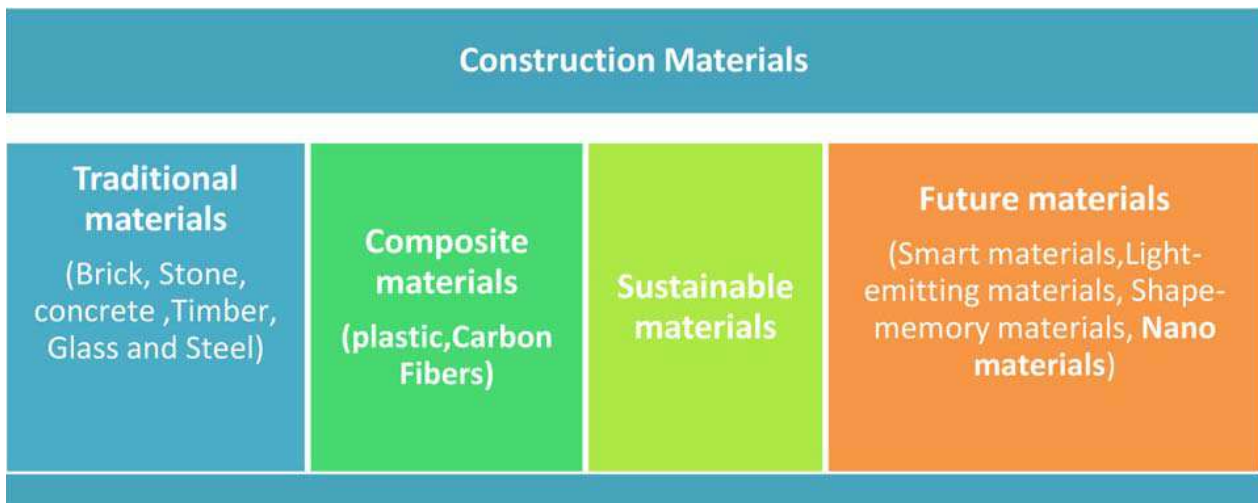 Construction Materials
Traditional
materials
(Brick, Stone,
concrete ,Timber,
Glass and Steel)
Composite
materials
(plastic,Carbon
Fibers)
Sustainable
materials
Future materials
(Smart materials,Light-
emitting materials, Shape-
memory materials, Nano
materials)